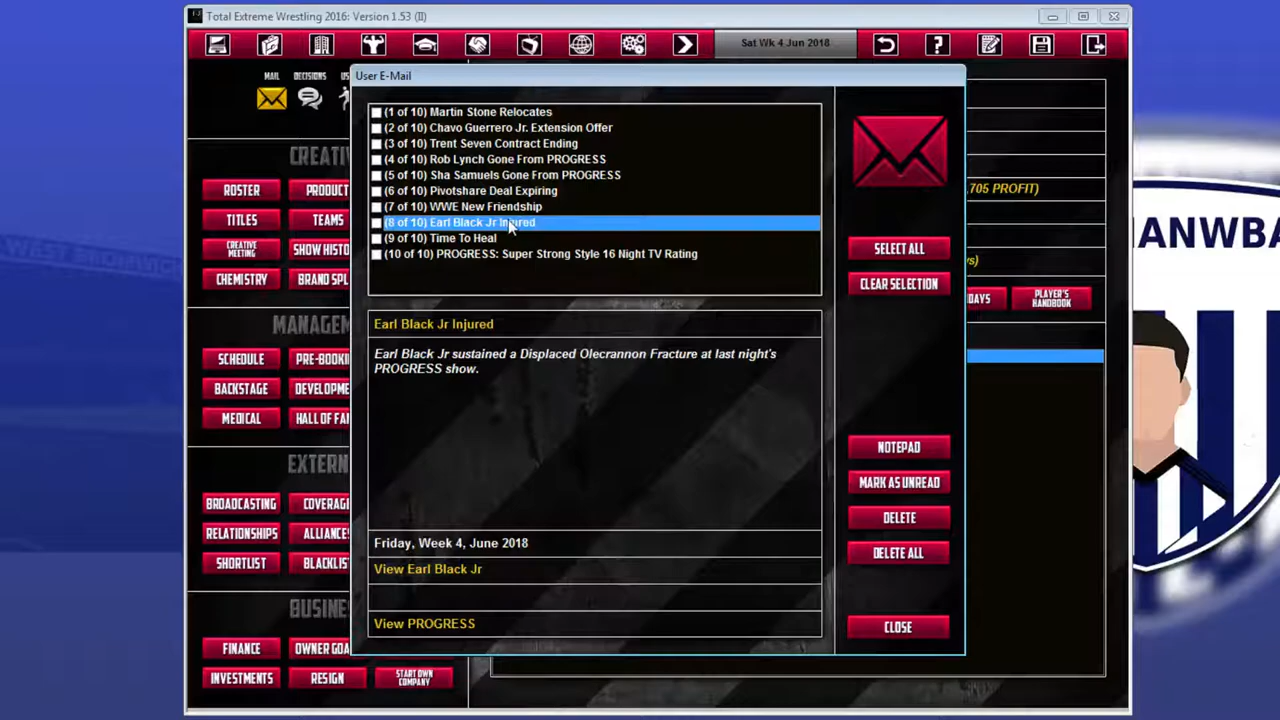 Total Extreme Wrestling 2016: Version 1.53 (II)
Sat Wk 4 Jun 2018
MAIL
DECISIONS
CREATIV
ROSTER
PRODUCT
TITLES
TEAMS
CREATIVE
MEETING
SHOW HISTO
CHEMISTRY
BRAND SPL
MANAGEM
SCHEDULE
PRE-BOOKIN
BACKSTAGE
DEVELOPME
MEDICAL
HALL OF FA
EXTERN
BROADCASTING
COVERAG
RELATIONSHIPS
ALLIANCES
SHORTLIST
BLACKLIS
BUSINE
FINANCE
OWNER GOA
INVESTMENTS
RESIGN
START OWN
COMPANY
User E-Mail
(1 of 10) Martin Stone Relocates
(2 of 10) Chavo Guerrero Jr. Extension Offer
(3 of 10) Trent Seven Contract Ending
(4 of 10) Rob Lynch Gone From PROGRESS
(5 of 10) Sha Samuels Gone From PROGRESS
(6 of 10) Pivotshare Deal Expiring
(7 of 10) WWE New Friendship
(8 of 10) Earl Black Jr Injured
(9 of 10) Time To Heal
(10 of 10) PROGRESS: Super Strong Style 16 Night TV Rating
Earl Black Jr Injured
Earl Black Jr sustained a Displaced Olecrannon Fracture at last night's
PROGRESS show.
Friday, Week 4, June 2018
View Earl Black Jr
View PROGRESS
SELECT ALL
CLEAR SELECTION
NOTEPAD
MARK AS UNREAD
DELETE
DELETE ALL
CLOSE
,705 PROFIT)
s)
DAYS
PLAYER'S
HANDBOOK
IANWBA